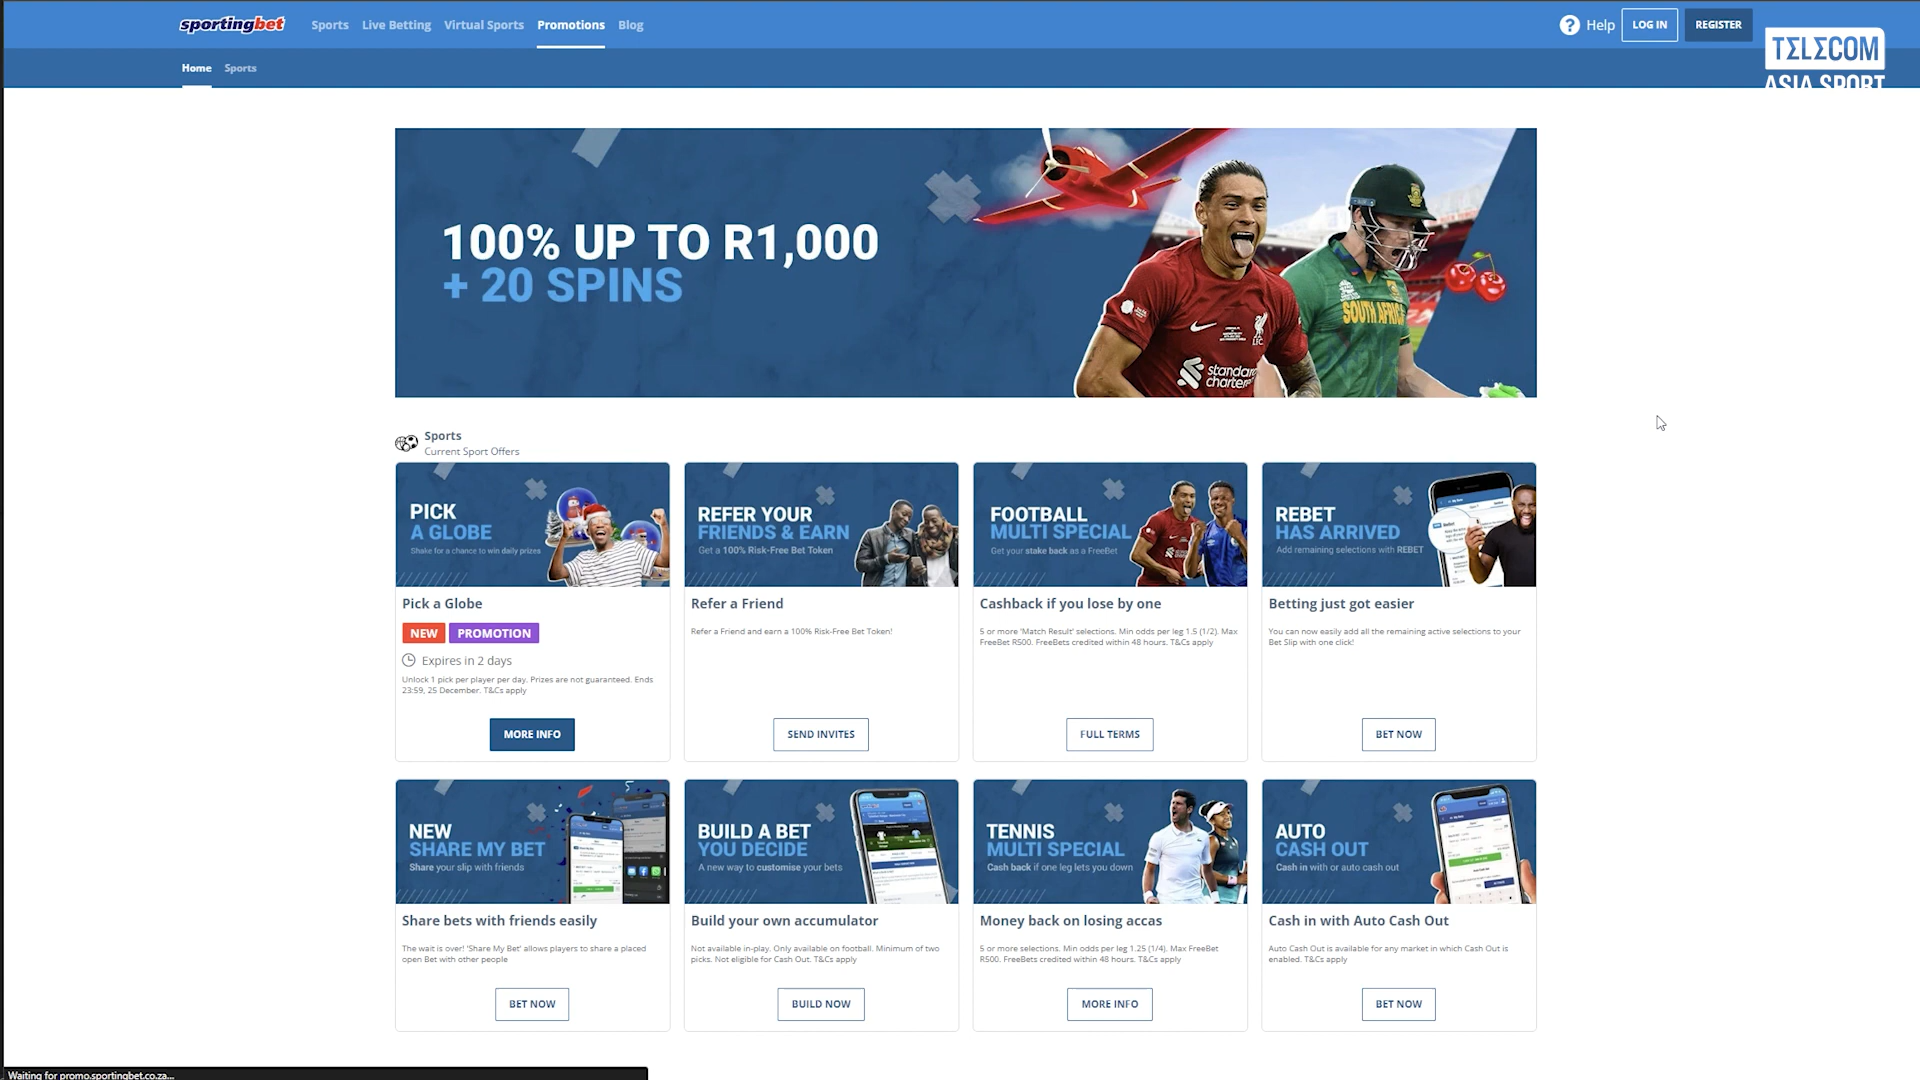 sportingbet
Sports
Live Betting
Virtual Sports
Promotions
Blog
? Help
LOG IN
REGISTER
TΣLΣCOM
ASIA SPORT
Home
Sports
100% UP TO R1,000
+ 20 SPINS
SOUTH AFRICA
LFC
standard
chartered
Sports
Current Sport Offers
PICK
A GLOBE
Shake for a chance to win daily prizes
Pick a Globe
NEW
PROMOTION
Expires in 2 days
Unlock 1 pick per player per day. Prizes are not guaranteed. Ends
23:59, 25 December. T&Cs apply
MORE INFO
REFER YOUR
FRIENDS & EARN
Get a 100% Risk-Free Bet Token
Refer a Friend
Refer a Friend and earn a 100% Risk-Free Bet Token!
SEND INVITES
FOOTBALL
MULTI SPECIAL
Get your stake back as a FreeBet
Cashback if you lose by one
5 or more 'Match Result' selections. Min odds per leg 1.5 (1/2). Max
FreeBet R500. FreeBets credited within 48 hours. T&Cs apply
FULL TERMS
REBET
HAS ARRIVED
Add remaining selections with REBET
Betting just got easier
You can now easily add all the remaining active selections to your
Bet Slip with one click!
BET NOW
NEW
SHARE MY BET
Share your slip with friends
Share bets with friends easily
The wait is over! 'Share My Bet' allows players to share a placed
open Bet with other people
BET NOW
BUILD A BET
YOU DECIDE
A new way to customise your bets
Build your own accumulator
Not available in-play. Only available on football. Minimum of two
picks. Not eligible for Cash Out. T&Cs apply
BUILD NOW
TENNIS
MULTI SPECIAL
Cash back if one leg lets you down
Money back on losing accas
5 or more selections. Min odds per leg 1.25 (1/4). Max FreeBet
R500. FreeBets credited within 48 hours. T&Cs apply
MORE INFO
AUTO
CASH OUT
Cash in with or auto cash out
Cash in with Auto Cash Out
Auto Cash Out is available for any market in which Cash Out is
enabled. T&Cs apply
BET NOW
Waiting for promo.sportingbet.co.za...